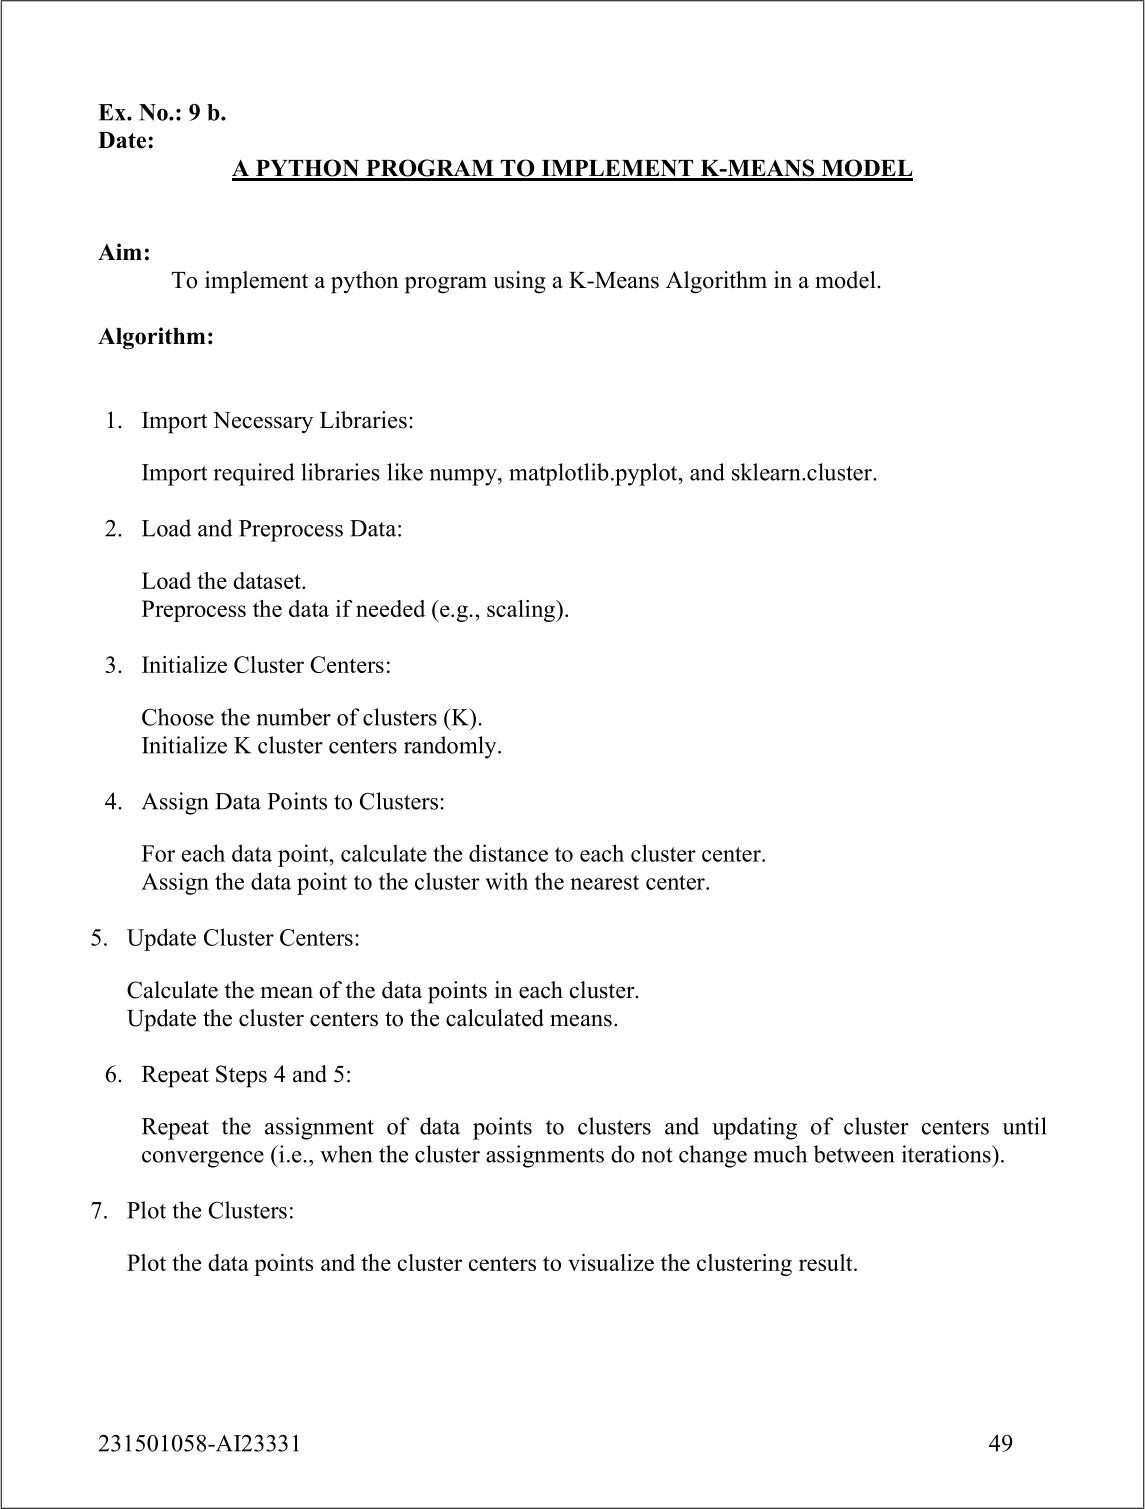 Ex. No.: 9 b.
Date:
A PYTHON PROGRAM TO IMPLEMENT K-MEANS MODEL
Aim:
To implement a python program using a K-Means Algorithm in a model.
Algorithm:
1. Import Necessary Libraries:
Import required libraries like numpy, matplotlib.pyplot, and sklearn.cluster.
2. Load and Preprocess Data:
Load the dataset.
Preprocess the data if needed (e.g., scaling).
3. Initialize Cluster Centers:
Choose the number of clusters (K).
Initialize K cluster centers randomly.
4. Assign Data Points to Clusters:
For each data point, calculate the distance to each cluster center.
Assign the data point to the cluster with the nearest center.
5. Update Cluster Centers:
Calculate the mean of the data points in each cluster.
Update the cluster centers to the calculated means.
6. Repeat Steps 4 and 5:
Repeat the assignment of data points to clusters and updating of cluster centers until
convergence (i.e., when the cluster assignments do not change much between iterations).
7. Plot the Clusters:
Plot the data points and the cluster centers to visualize the clustering result.
231501058-AI23331 49